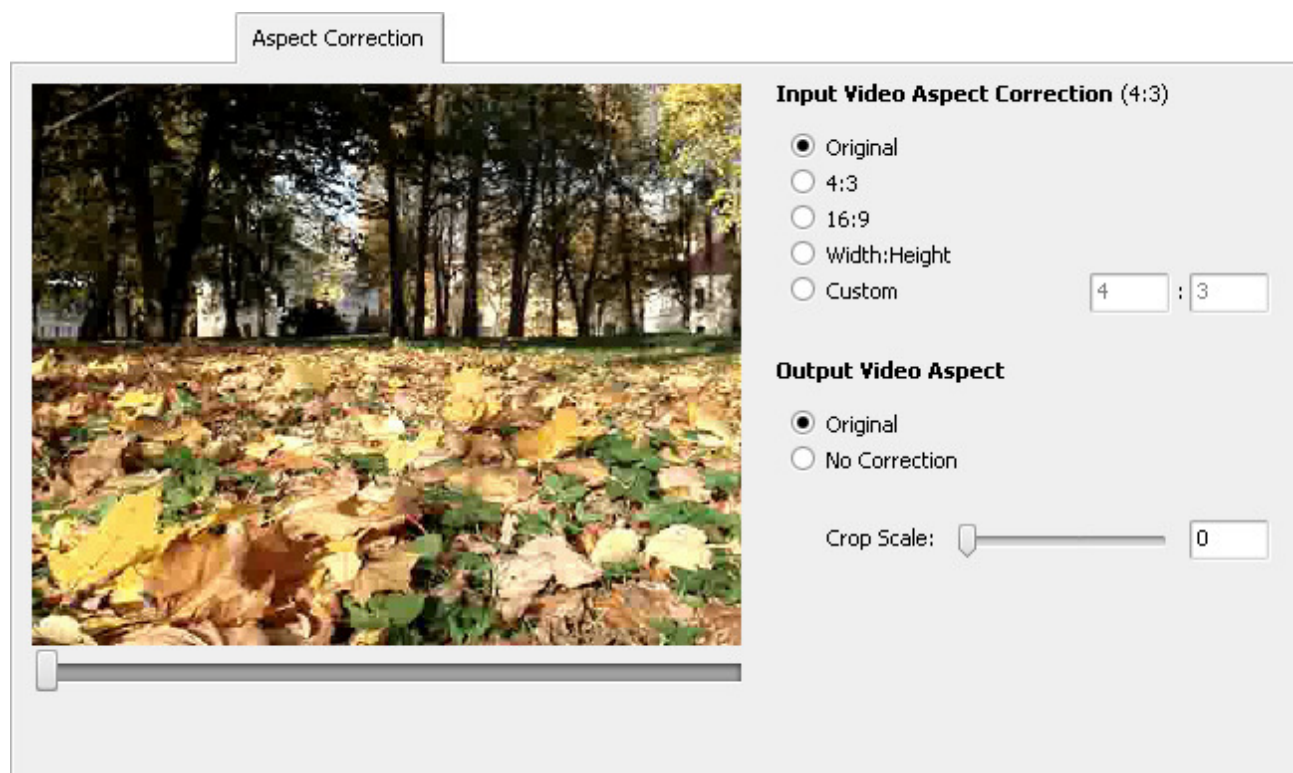 Aspect Correction
Input Video Aspect Correction (4:3)
Original
4:3
16:9
Width:Height
Custom 4 : 3
Output Video Aspect
Original
No Correction
Crop Scale: 0